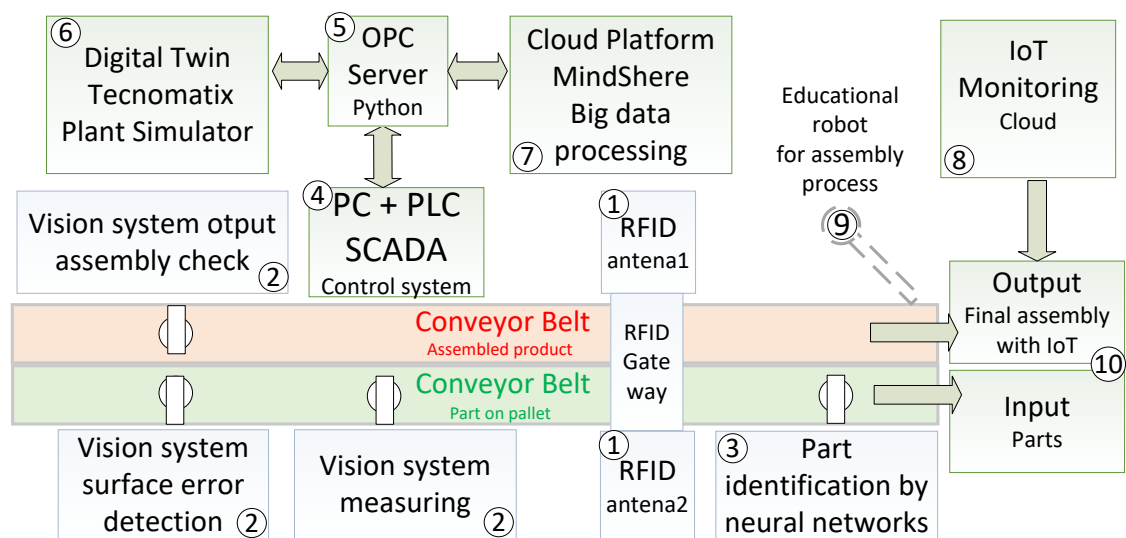 6
Digital Twin
Tecnomatix
Plant Simulator
5
OPC
Server
Python
Cloud Platform
MindShere
Big data
processing
7
Educational
robot
for assembly
process
9
IoT
Monitoring
Cloud
8
Vision system otput
assembly check
2
4
PC + PLC
SCADA
Control system
1
RFID
antena1
Conveyor Belt
Assembled product
RFID
Gate
way
Output
Final assembly
with IoT
10
Conveyor Belt
Part on pallet
Input
Parts
Vision system
surface error
detection
2
Vision system
measuring
2
1
RFID
antena2
3
Part
identification by
neural networks